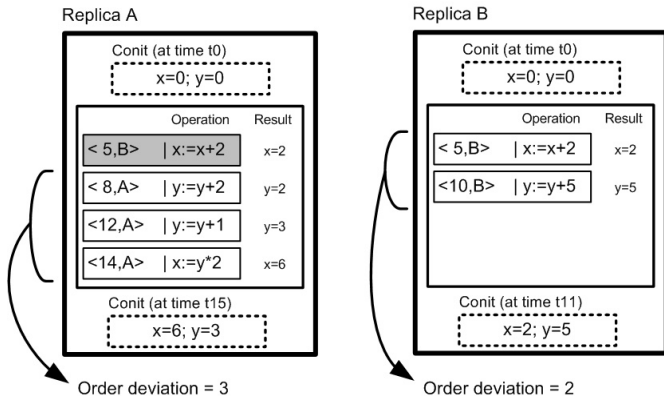 Replica A
Conit (at time t0)
x=0; y=0
Operation Result
< 5,B> | x:=x+2 x=2
< 8,A> | y:=y+2 y=2
<12,A> | y:=y+1 y=3
<14,A> | x:=y*2 x=6
Conit (at time t15)
x=6; y=3
Order deviation = 3
Replica B
Conit (at time t0)
x=0; y=0
Operation Result
< 5,B> | x:=x+2 x=2
<10,B> | y:=y+5 y=5
Conit (at time t11)
x=2; y=5
Order deviation = 2